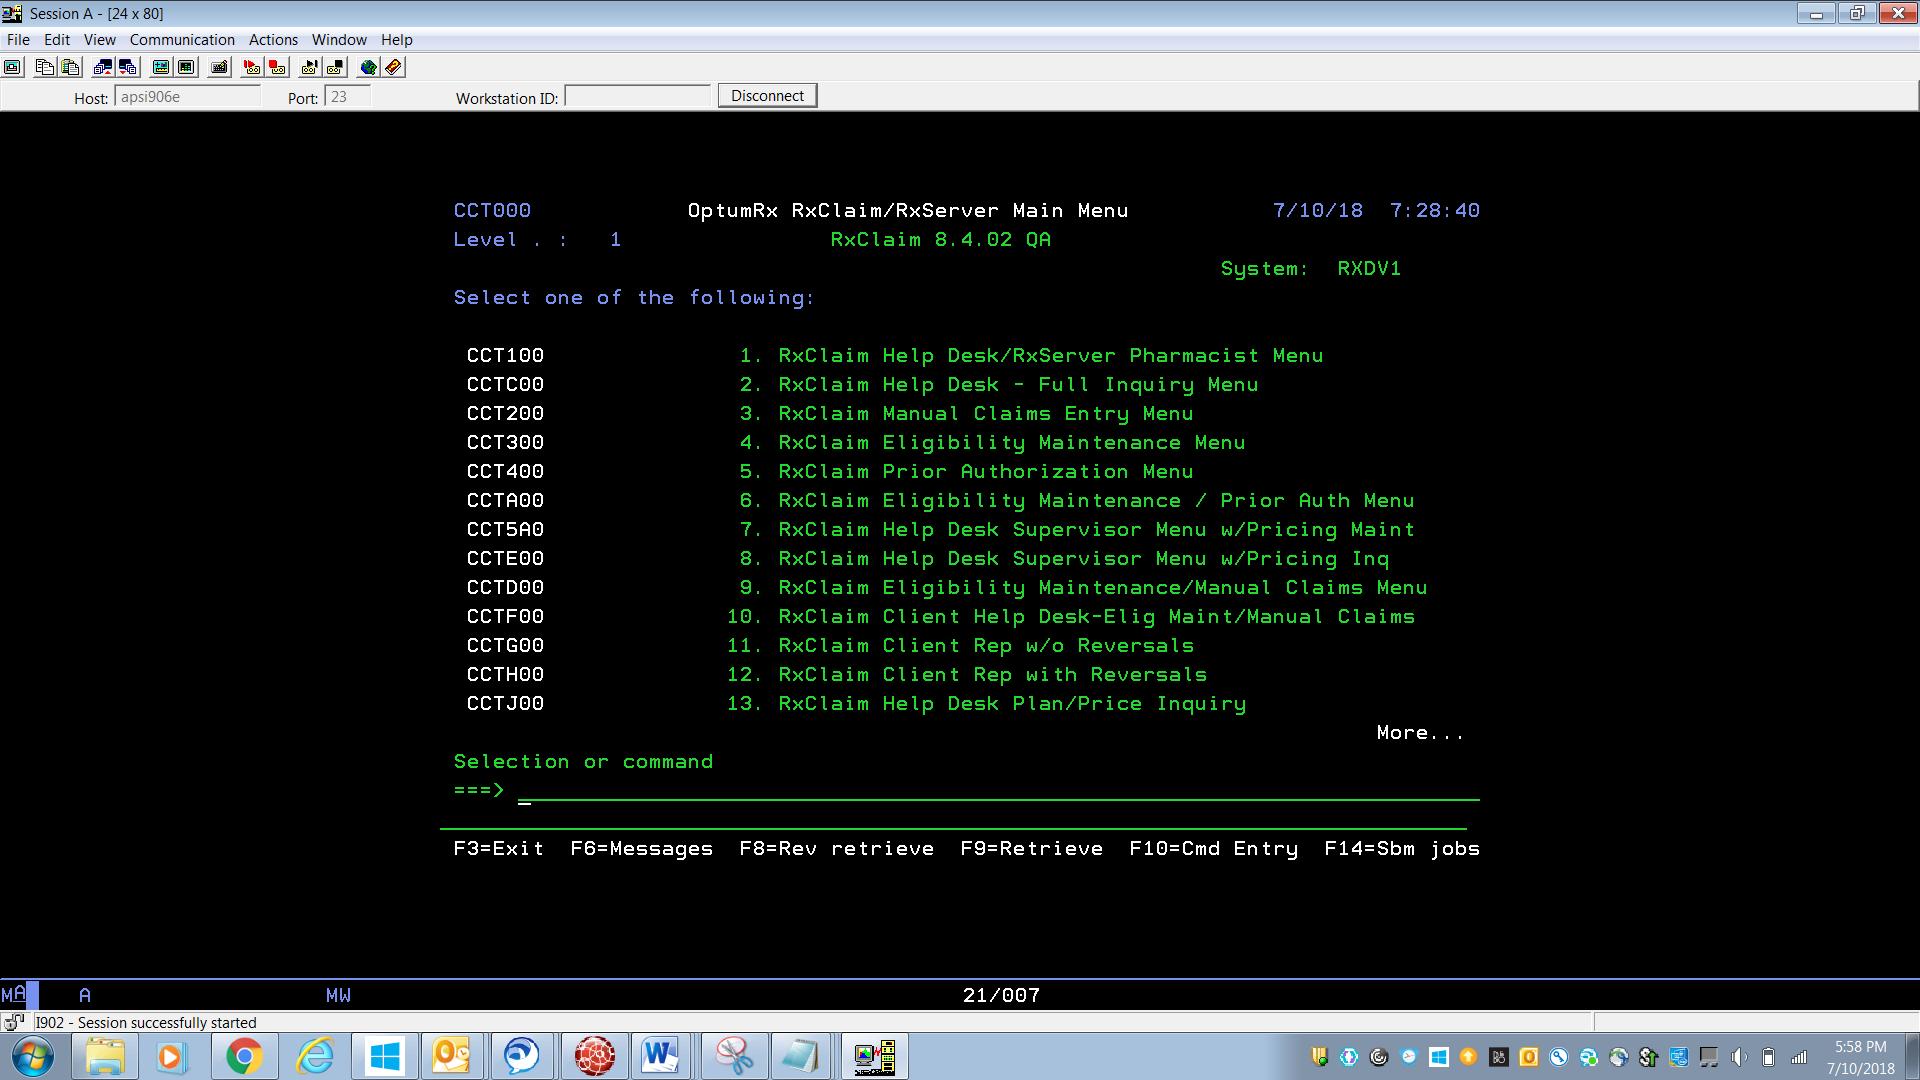 Session A - [24 x 80]
File Edit View Communication Actions Window Help
Host: apsi906e Port: 23 Workstation ID: Disconnect
CCT000 OptumRx RxClaim/RxServer Main Menu 7/10/18 7:28:40
Level . : 1 RxClaim 8.4.02 QA
System: RXDV1
Select one of the following:
CCT100 1. RxClaim Help Desk/RxServer Pharmacist Menu
CCTC00 2. RxClaim Help Desk - Full Inquiry Menu
CCT200 3. RxClaim Manual Claims Entry Menu
CCT300 4. RxClaim Eligibility Maintenance Menu
CCT400 5. RxClaim Prior Authorization Menu
CCTA00 6. RxClaim Eligibility Maintenance / Prior Auth Menu
CCT5A0 7. RxClaim Help Desk Supervisor Menu w/Pricing Maint
CCTE00 8. RxClaim Help Desk Supervisor Menu w/Pricing Inq
CCTD00 9. RxClaim Eligibility Maintenance/Manual Claims Menu
CCTF00 10. RxClaim Client Help Desk-Elig Maint/Manual Claims
CCTG00 11. RxClaim Client Rep w/o Reversals
CCTH00 12. RxClaim Client Rep with Reversals
CCTJ00 13. RxClaim Help Desk Plan/Price Inquiry
More...
Selection or command
===>
F3=Exit F6=Messages F8=Rev retrieve F9=Retrieve F10=Cmd Entry F14=Sbm jobs
MA A MW 21/007
I902 - Session successfully started
5:58 PM
7/10/2018